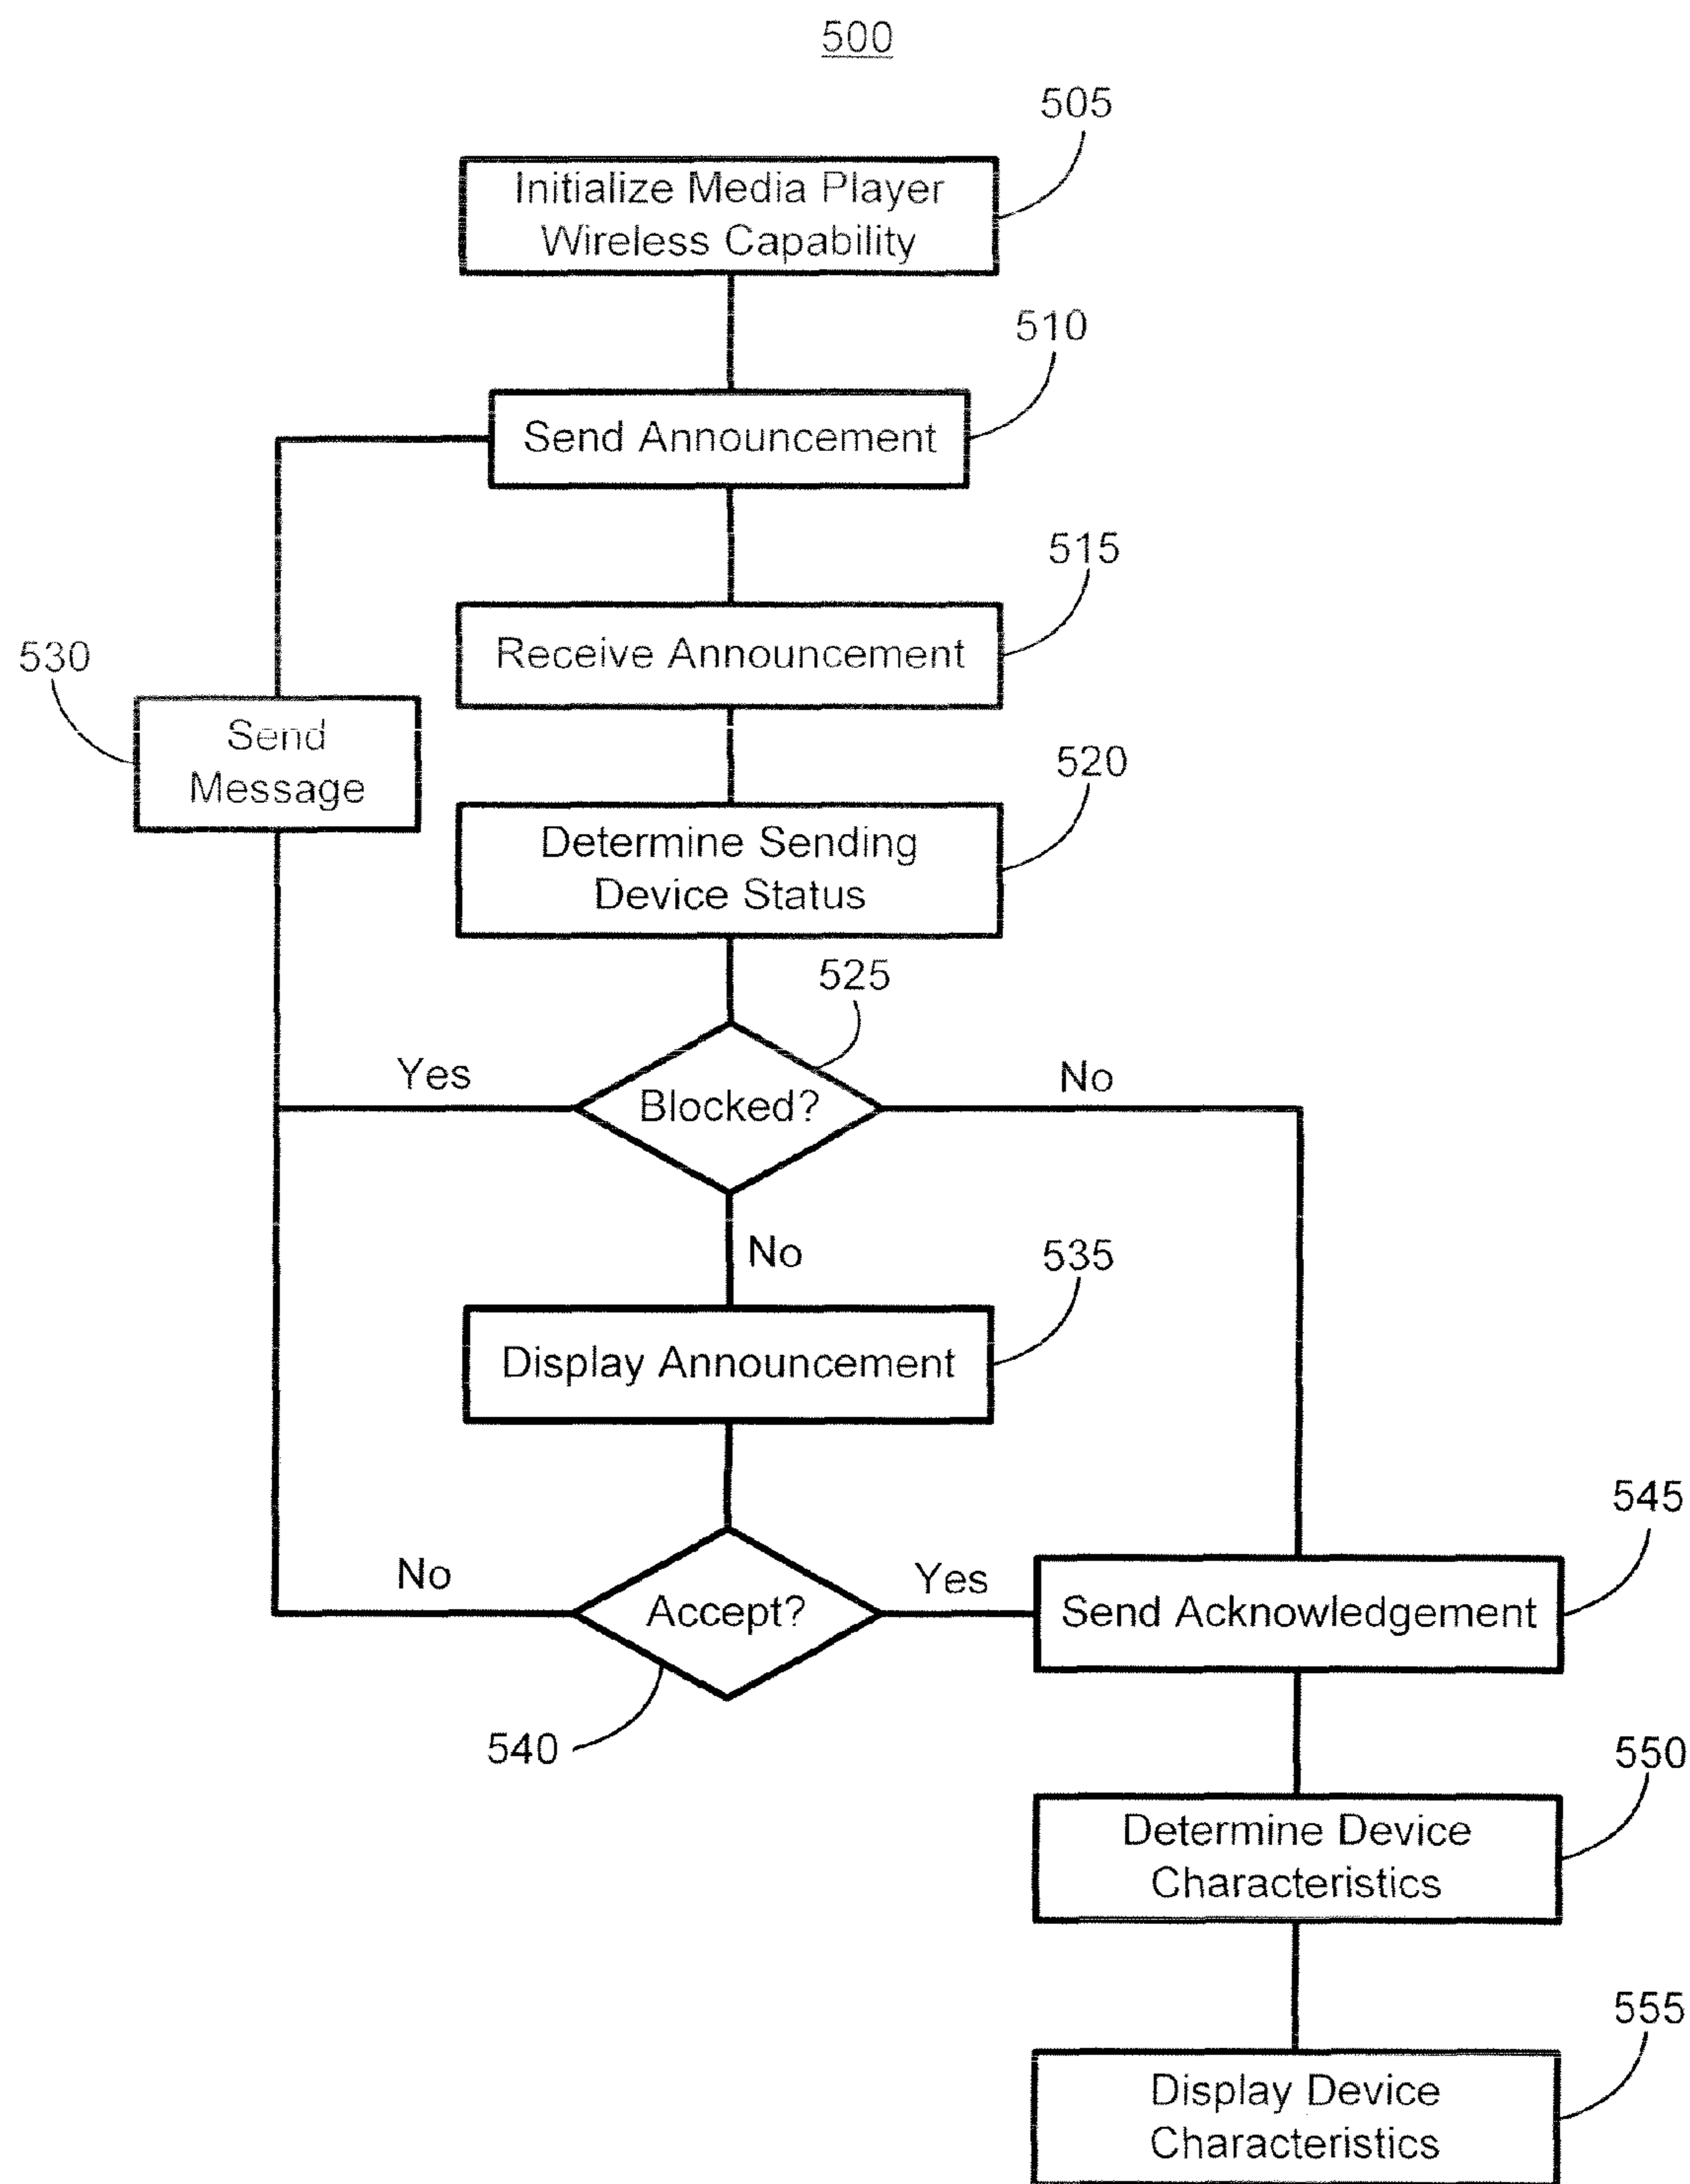 500
505
Initialize Media Player
Wireless Capability
510
Send Announcement
515
Receive Announcement
530
Send
Message
520
Determine Sending
Device Status
525
Yes
Blocked?
No
No
535
Display Announcement
545
No
Accept?
Yes
Send Acknowledgement
540
550
Determine Device
Characteristics
555
Display Device
Characteristics